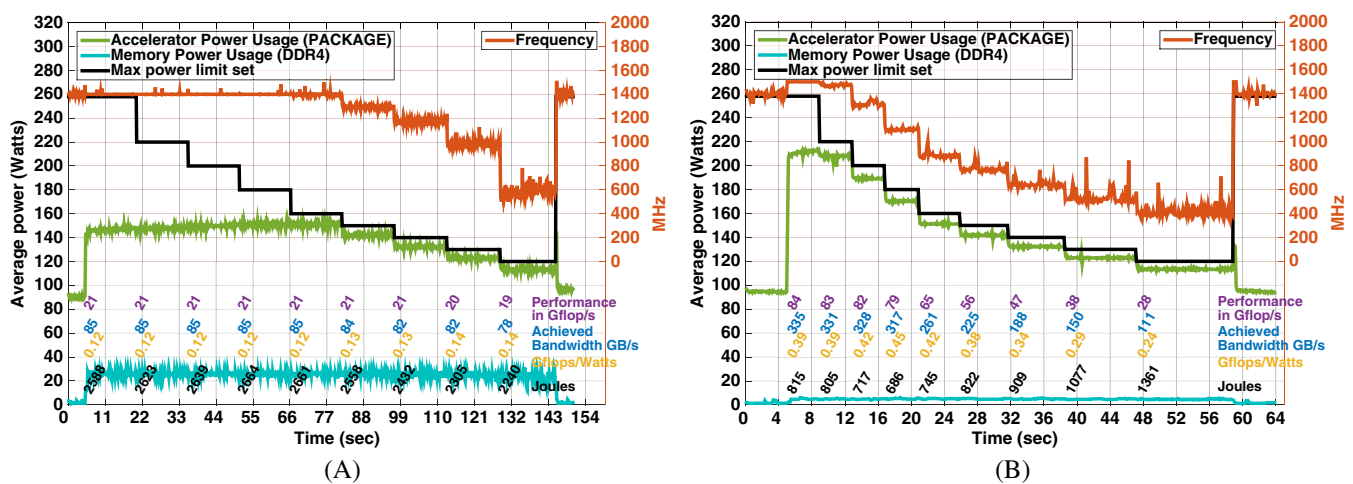 320
300
280
260
240
220
200
180
160
140
120
100
80
60
40
20
0
Average power (Watts)
Accelerator Power Usage (PACKAGE)
Memory Power Usage (DDR4)
Max power limit set
Frequency
2000
1800
1600
1400
1200
1000
800
600
400
200
0
MHz
21 21 21 21 21 21 21 20 19
Performance
in Gflop/s
85 85 85 85 85 84 82 82 78
Achieved
Bandwidth GB/s
0.12 0.12 0.12 0.12 0.12 0.13 0.13 0.14 0.14
Gflops/Watts
2588 2623 2639 2664 2661 2558 2432 2305 2240
Joules
0 11 22 33 44 55 66 77 88 99 110 121 132 143 154
Time (sec)
(A)
320
300
280
260
240
220
200
180
160
140
120
100
80
60
40
20
0
Average power (Watts)
Accelerator Power Usage (PACKAGE)
Memory Power Usage (DDR4)
Max power limit set
Frequency
2000
1800
1600
1400
1200
1000
800
600
400
200
0
MHz
84 83 82 79 65 56 47 38 28
Performance
in Gflop/s
335 331 328 317 261 225 188 150 111
Achieved
Bandwidth GB/s
0.39 0.39 0.42 0.45 0.42 0.38 0.34 0.29 0.24
Gflops/Watts
815 805 717 686 745 822 909 1077 1361
Joules
0 4 8 12 16 20 24 28 32 36 40 44 48 52 56 60 64
Time (sec)
(B)